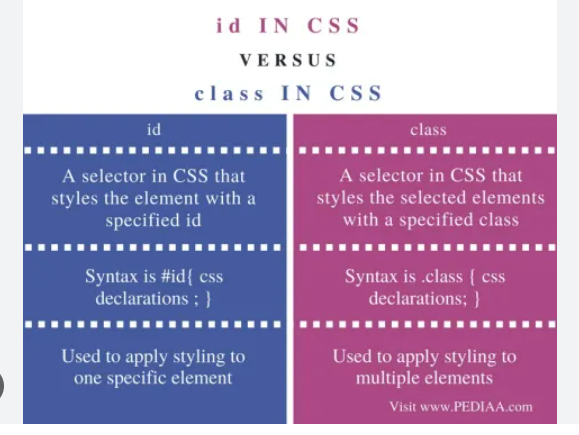 id IN CSS
VERSUS
class IN CSS
id
A selector in CSS that
styles the element with a
specified id
Syntax is #id{ css
declarations ; }
Used to apply styling to
one specific element
class
A selector in CSS that
styles the selected elements
with a specified class
Syntax is .class { css
declarations; }
Used to apply styling to
multiple elements
Visit www.PEDIAA.com